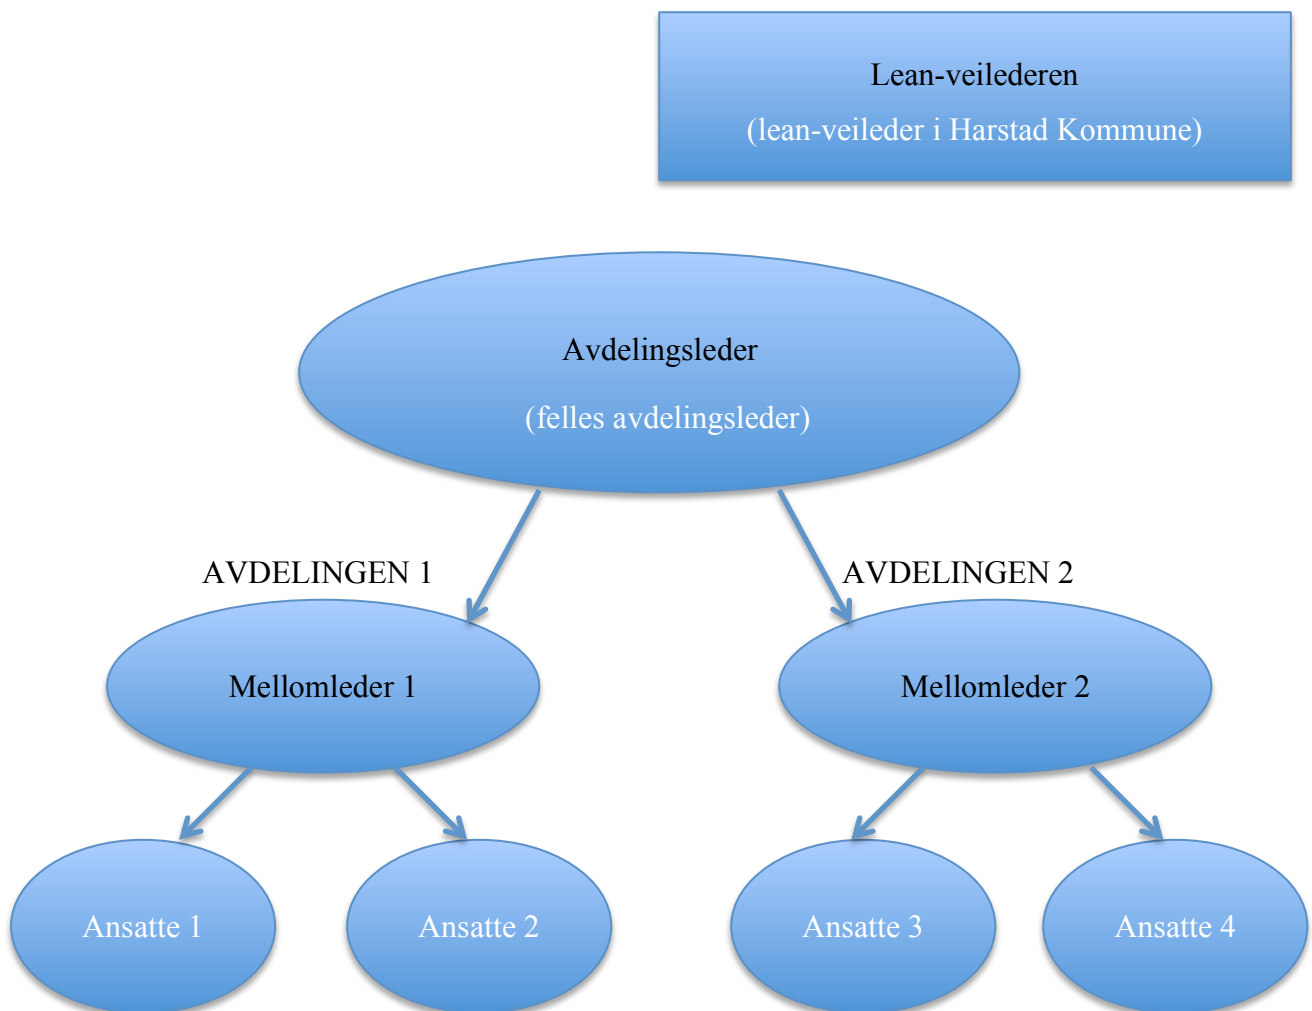 Lean-veilederen
(lean-veileder i Harstad Kommune)
Avdelingsleder
(felles avdelingsleder)
AVDELINGEN 1
AVDELINGEN 2
Mellomleder 1
Mellomleder 2
Ansatte 1
Ansatte 2
Ansatte 3
Ansatte 4